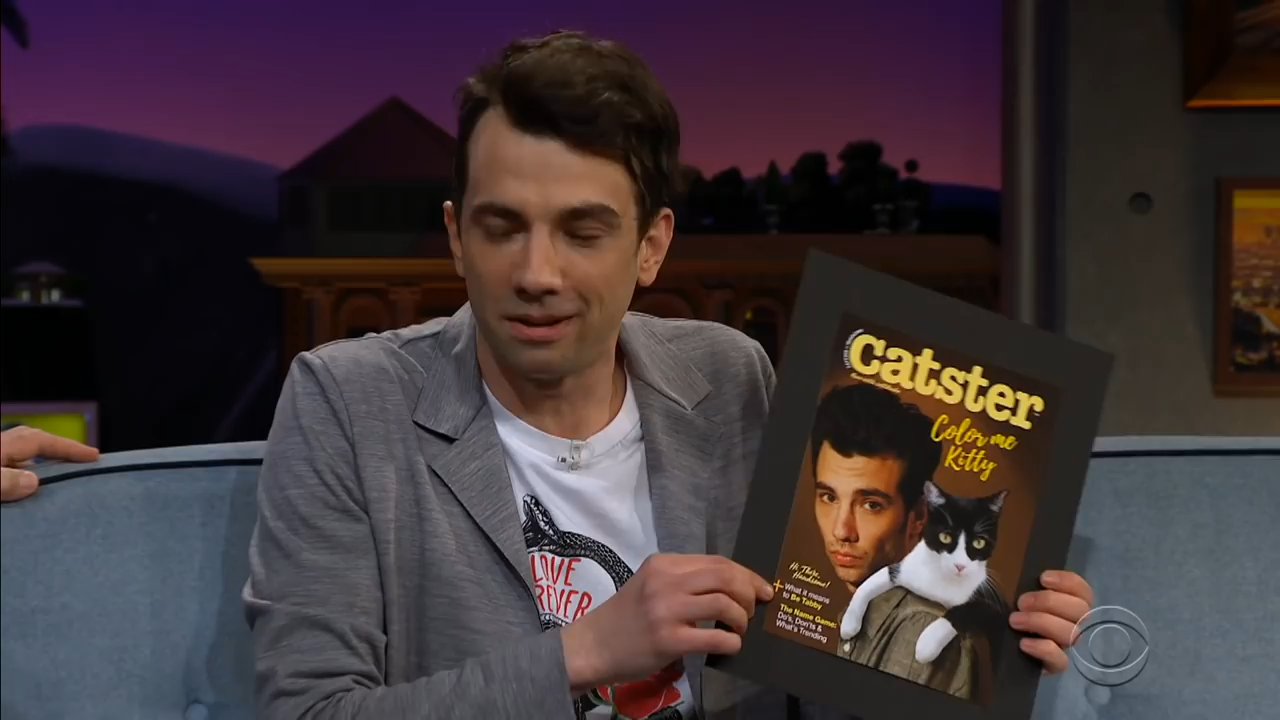 LOVE
catster
Color me
Kitty
Hi There,
Handsome!
+ What it means
to Be Tabby
The Name Game:
Do's, Don'ts &
What's Trending